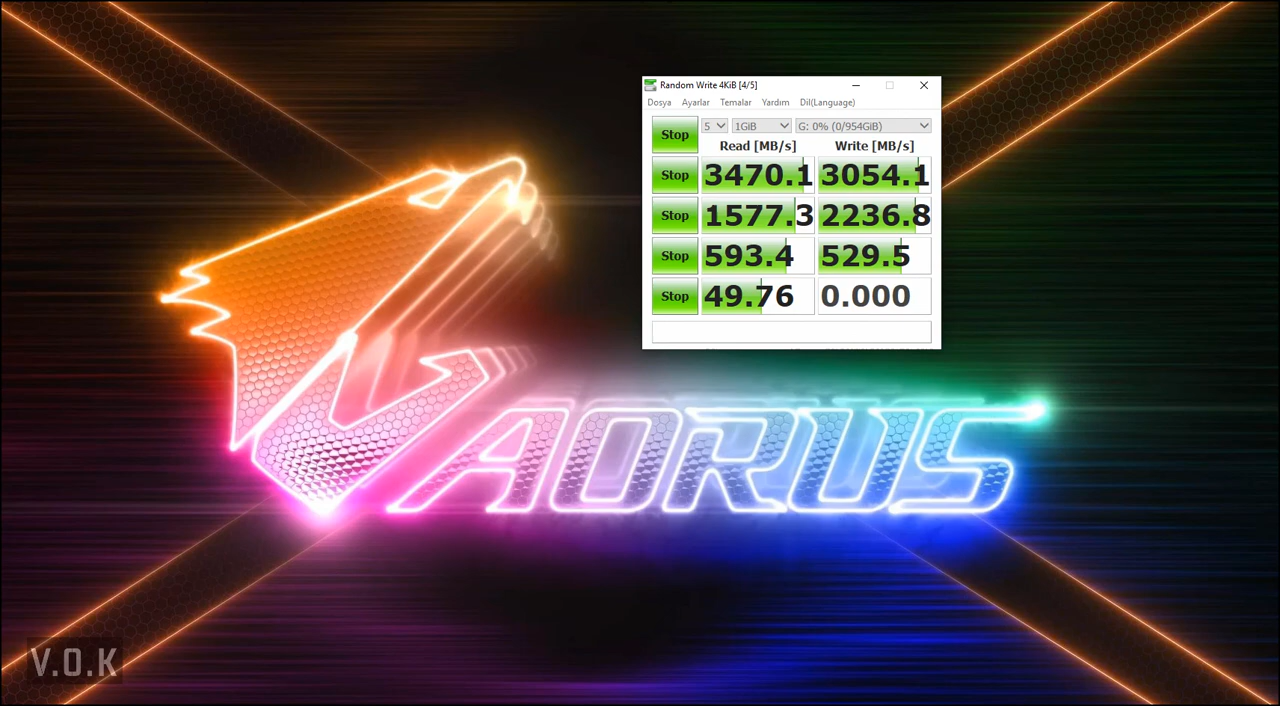 Random Write 4KiB [4/5]
Dosya Ayarlar Temalar Yardım Dil(Language)
Stop 5 1GiB G: 0% (0/954GiB)
Read [MB/s] Write [MB/s]
Stop 3470.1 3054.1
Stop 1577.3 2236.8
Stop 593.4 529.5
Stop 49.76 0.000
AORUS
V.O.K